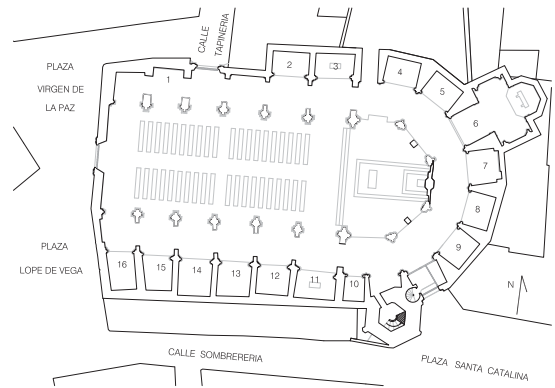 CALLE
TAPINERIA
PLAZA
VIRGEN DE
LA PAZ
1
2
3
4
5
6
7
8
9
PLAZA
LOPE DE VEGA
16
15
14
13
12
11
10
N
CALLE SOMBRERERIA
PLAZA SANTA CATALINA